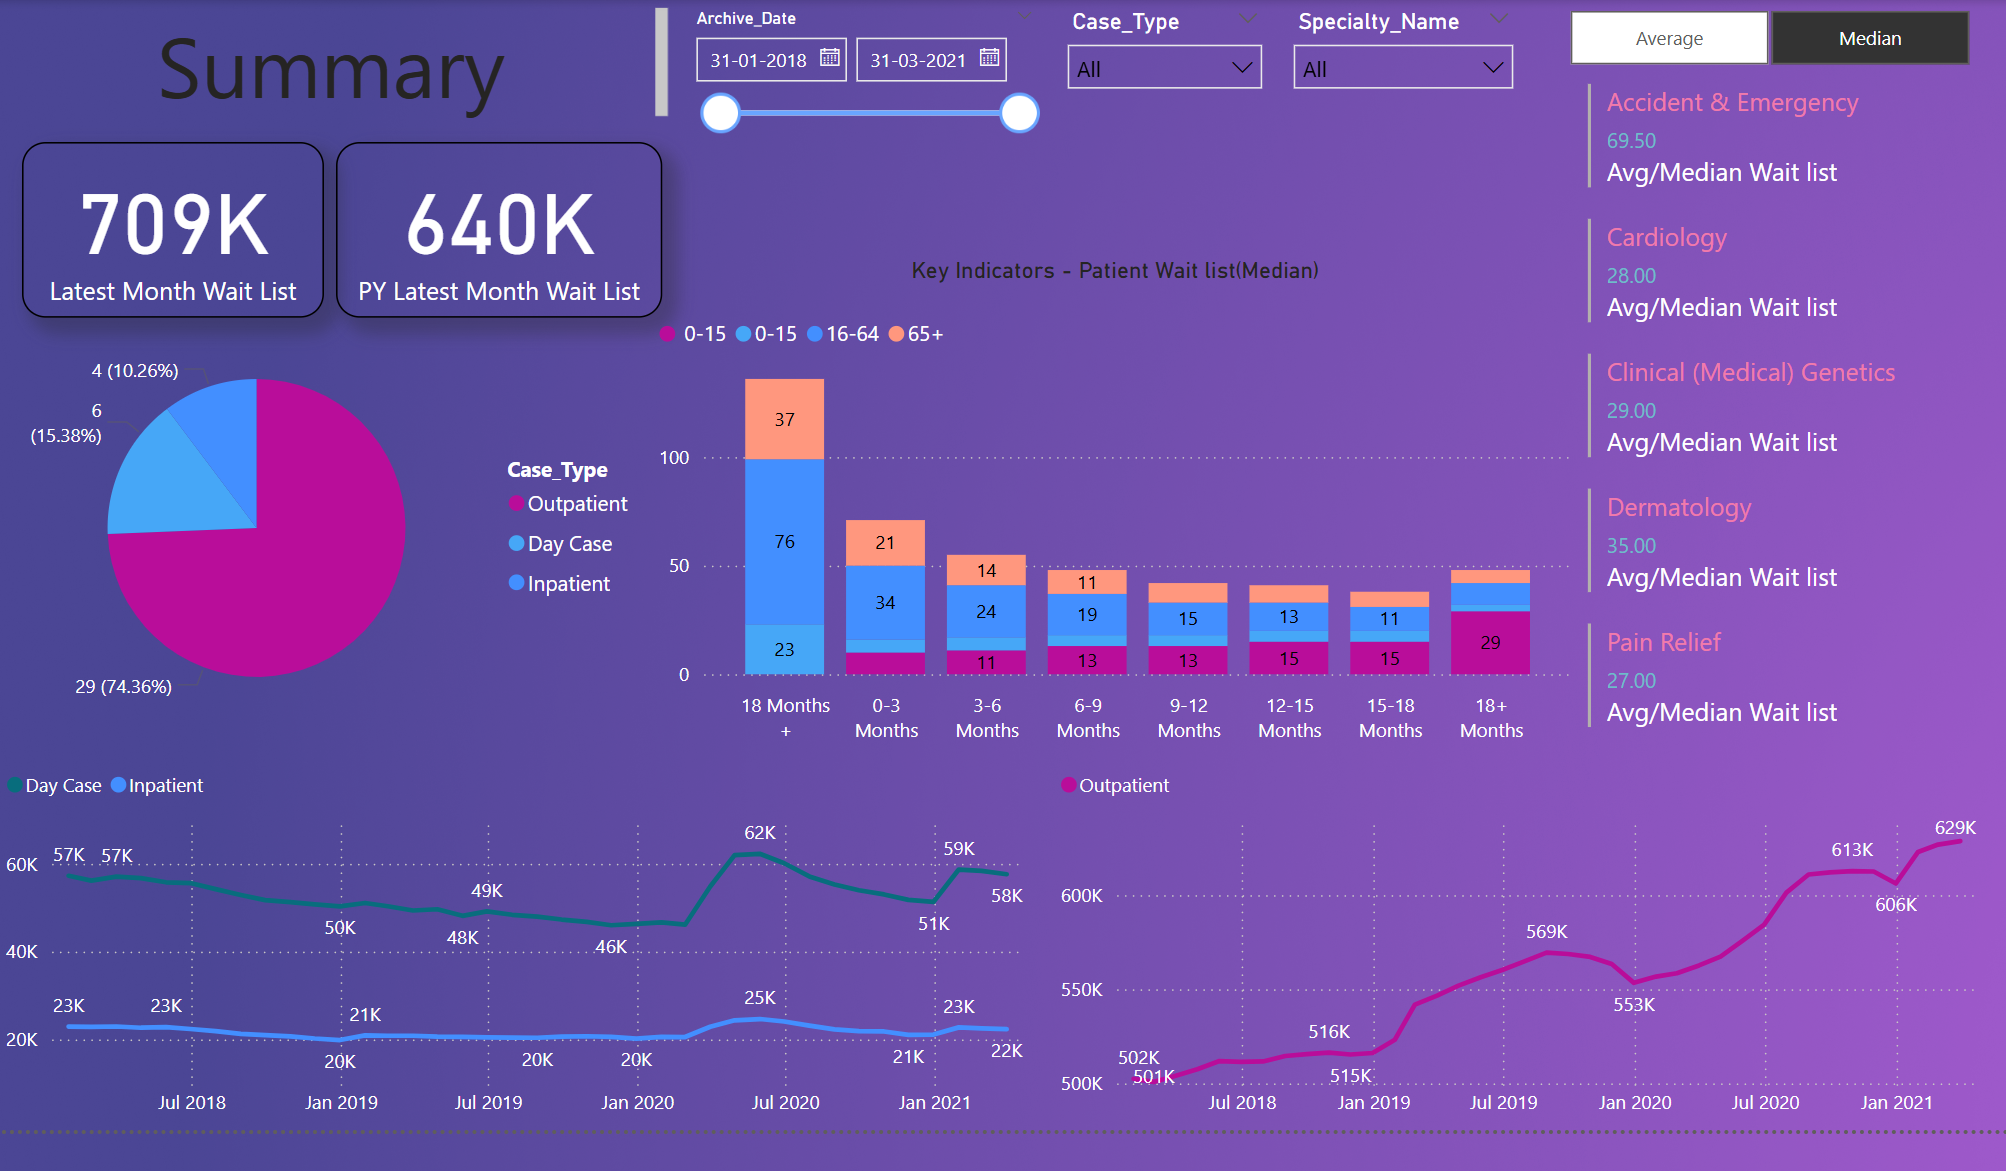 Summary
Archive_Date
31-01-2018
31-03-2021
Case_Type
All
Specialty_Name
All
Average
Median
709K
Latest Month Wait List
640K
PY Latest Month Wait List
Accident & Emergency
69.50
Avg/Median Wait list
Cardiology
28.00
Avg/Median Wait list
Clinical (Medical) Genetics
29.00
Avg/Median Wait list
Dermatology
35.00
Avg/Median Wait list
Pain Relief
27.00
Avg/Median Wait list
4 (10.26%)
6
(15.38%)
29 (74.36%)
Case_Type
Outpatient
Day Case
Inpatient
Key Indicators - Patient Wait list(Median)
0-15 0-15 16-64 65+
100
50
0
37
76
23
21
34
14
24
11
11
19
13
15
13
13
15
11
15
29
18 Months
+
0-3
Months
3-6
Months
6-9
Months
9-12
Months
12-15
Months
15-18
Months
18+
Months
Day Case Inpatient
60K
40K
20K
57K
57K
50K
48K
49K
46K
62K
51K
59K
58K
23K
23K
20K
21K
20K
20K
25K
21K
23K
22K
Jul 2018
Jan 2019
Jul 2019
Jan 2020
Jul 2020
Jan 2021
Outpatient
600K
550K
500K
502K
501K
516K
515K
569K
553K
613K
606K
629K
Jul 2018
Jan 2019
Jul 2019
Jan 2020
Jul 2020
Jan 2021